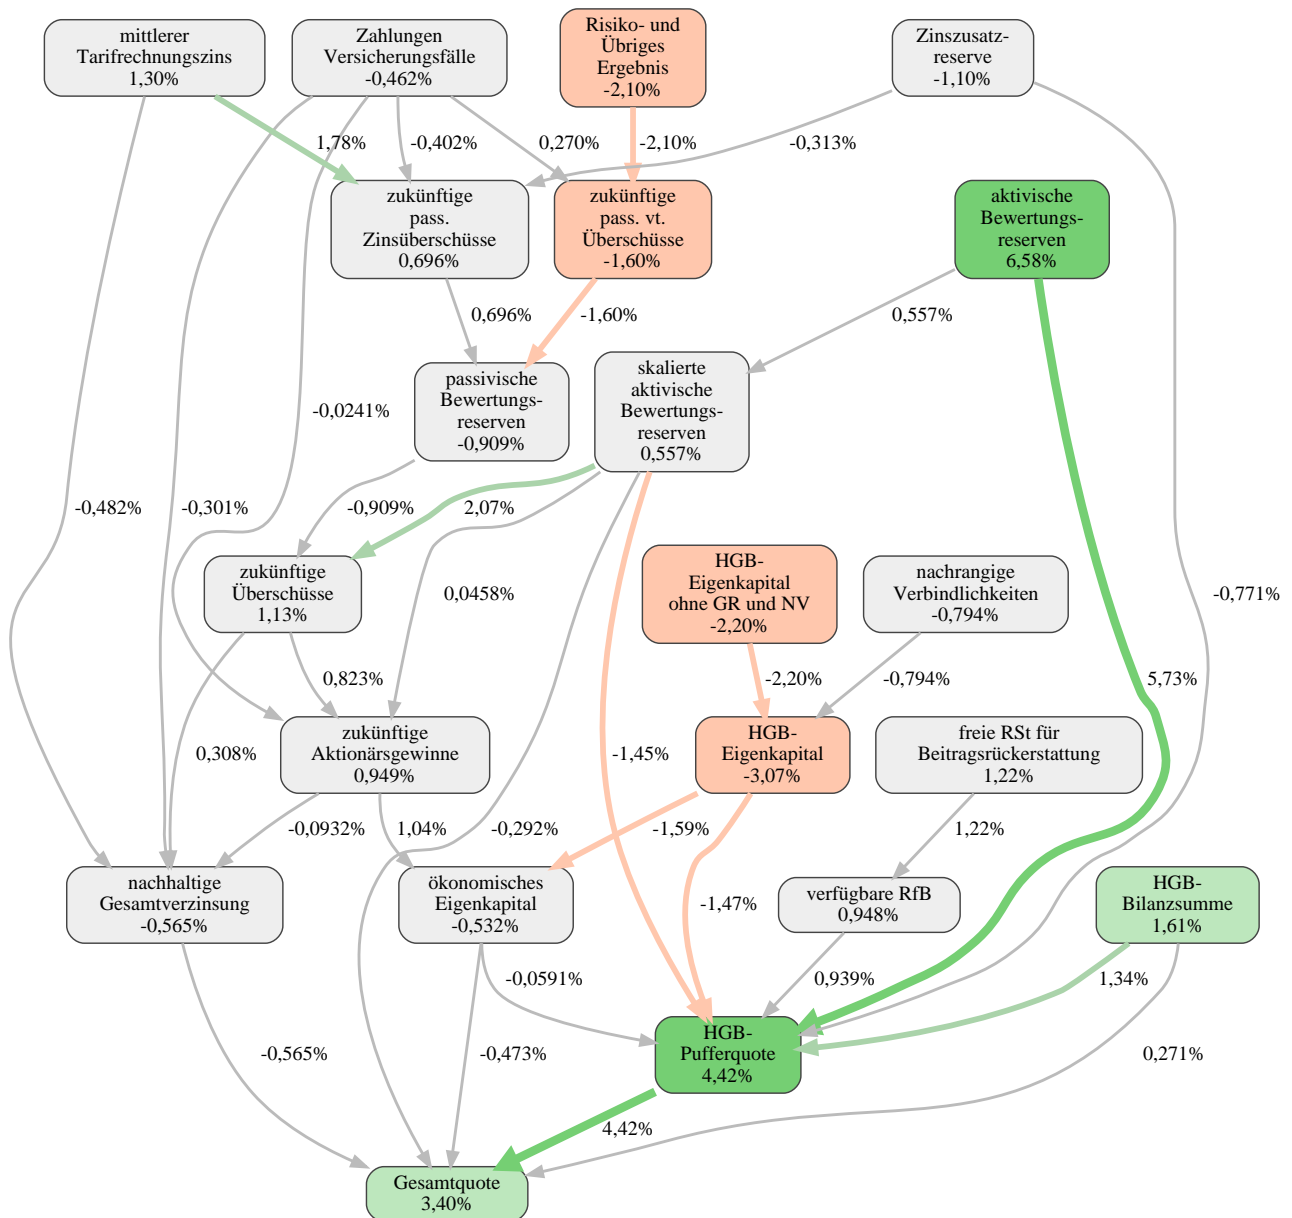 mittlerer
Tarifrechnungszins
1,30%
Zahlungen
Versicherungsfälle
-0,462%
Risiko- und
Übriges
Ergebnis
-2,10%
Zinszusatz-
reserve
-1,10%
1,78%
-0,402%
0,270%
-2,10%
-0,313%
zukünftige
pass.
Zinsüberschüsse
0,696%
zukünftige
pass. vt.
Überschüsse
-1,60%
aktivische
Bewertungs-
reserven
6,58%
0,696%
-1,60%
0,557%
passivische
Bewertungs-
reserven
-0,909%
skalierte
aktivische
Bewertungs-
reserven
0,557%
-0,0241%
-0,482%
-0,301%
-0,909%
2,07%
zukünftige
Überschüsse
1,13%
0,0458%
HGB-
Eigenkapital
ohne GR und NV
-2,20%
nachrangige
Verbindlichkeiten
-0,794%
-0,771%
0,823%
-2,20%
-0,794%
5,73%
zukünftige
Aktionärsgewinne
0,949%
0,308%
-1,45%
HGB-
Eigenkapital
-3,07%
freie RSt für
Beitragsrückerstattung
1,22%
-0,0932%
1,04%
-0,292%
-1,59%
1,22%
nachhaltige
Gesamtverzinsung
-0,565%
ökonomisches
Eigenkapital
-0,532%
-1,47%
verfügbare RfB
0,948%
HGB-
Bilanzsumme
1,61%
-0,0591%
0,939%
1,34%
-0,565%
-0,473%
HGB-
Pufferquote
4,42%
0,271%
4,42%
Gesamtquote
3,40%